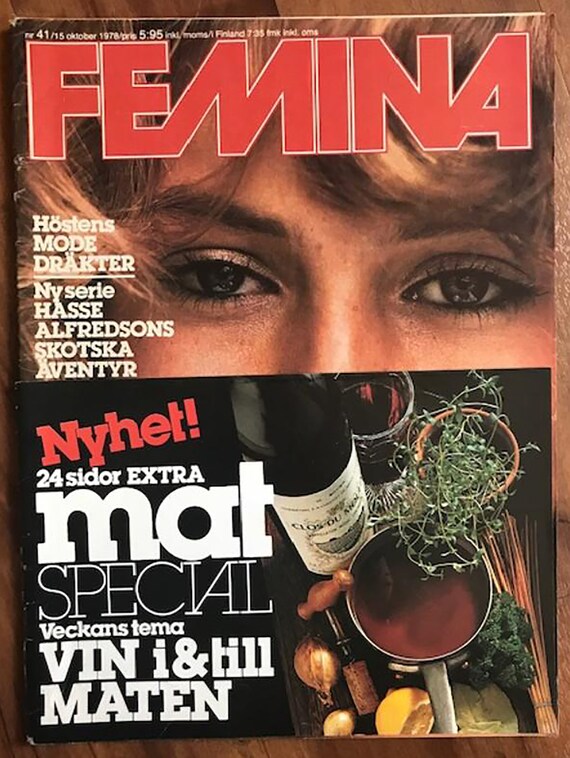 nr 41/15 oktober 1978/pris 5:95 inkl. moms/i Finland 7:35 fmk inkl. oms
FEMINA
Höstens
MODE
DRÄKTER
Ny serie
HASSE
ALFREDSONS
SKOTSKA
ÄVENTYR
Nyhet!
24 sidor EXTRA
mat
SPECIAL
Veckans tema
VIN i & till
MATEN